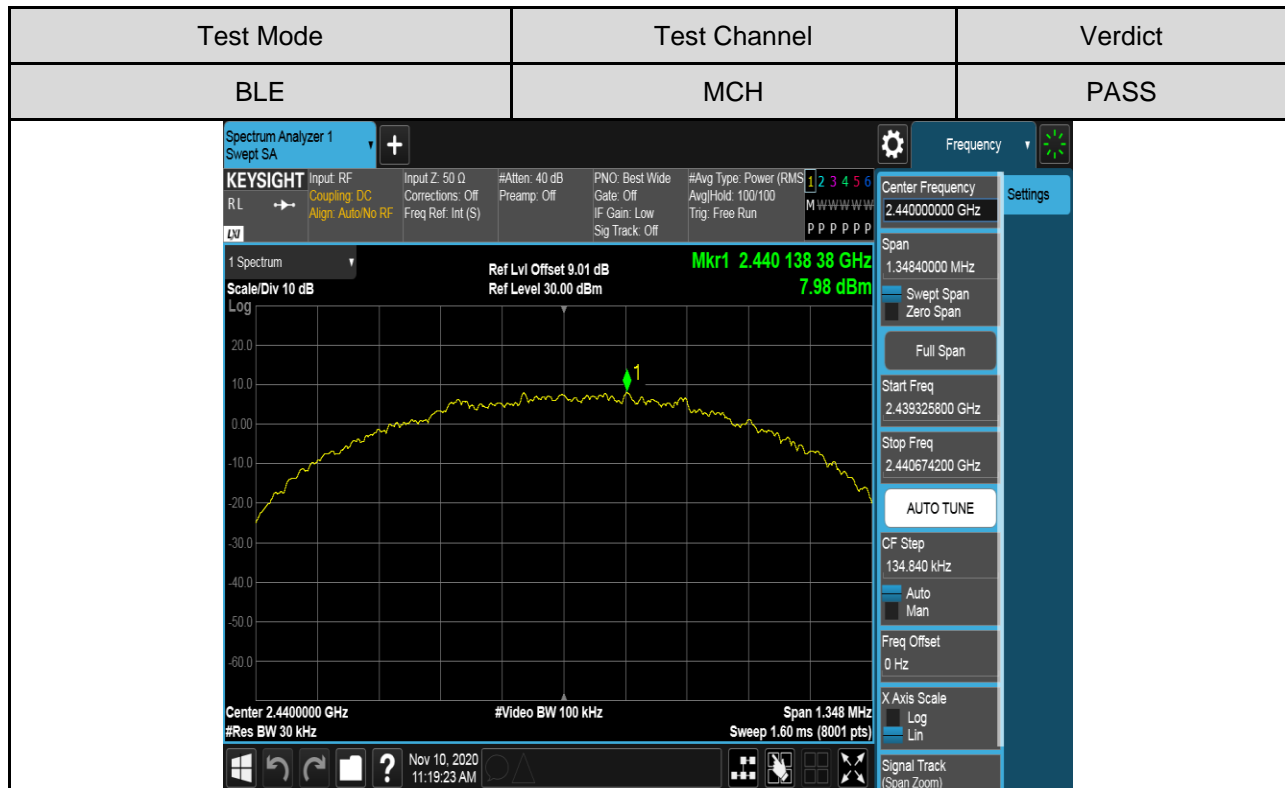 Test Mode Test Channel Verdict
BLE MCH PASS
Spectrum Analyzer 1
Swept SA
+
Frequency
KEYSIGHT
RL
LXI
Input: RF
Coupling: DC
Align: Auto/No RF
Input Z: 50 Ω
Corrections: Off
Freq Ref: Int (S)
#Atten: 40 dB
Preamp: Off
PNO: Best Wide
Gate: Off
IF Gain: Low
Sig Track: Off
#Avg Type: Power (RMS
Avg|Hold: 100/100
Trig: Free Run
1 2 3 4 5 6
M W W W W W
P P P P P P
1 Spectrum
Scale/Div 10 dB
Log
Ref Lvl Offset 9.01 dB
Ref Level 30.00 dBm
Mkr1 2.440 138 38 GHz
7.98 dBm
20.0
10.0
0.00
-10.0
-20.0
-30.0
-40.0
-50.0
-60.0
1
Center 2.4400000 GHz
#Res BW 30 kHz
#Video BW 100 kHz
Span 1.348 MHz
Sweep 1.60 ms (8001 pts)
?
Nov 10, 2020
11:19:23 AM
Center Frequency
2.440000000 GHz
Settings
Span
1.34840000 MHz
Swept Span
Zero Span
Full Span
Start Freq
2.439325800 GHz
Stop Freq
2.440674200 GHz
AUTO TUNE
CF Step
134.840 kHz
Auto
Man
Freq Offset
0 Hz
X Axis Scale
Log
Lin
Signal Track
(Span Zoom)